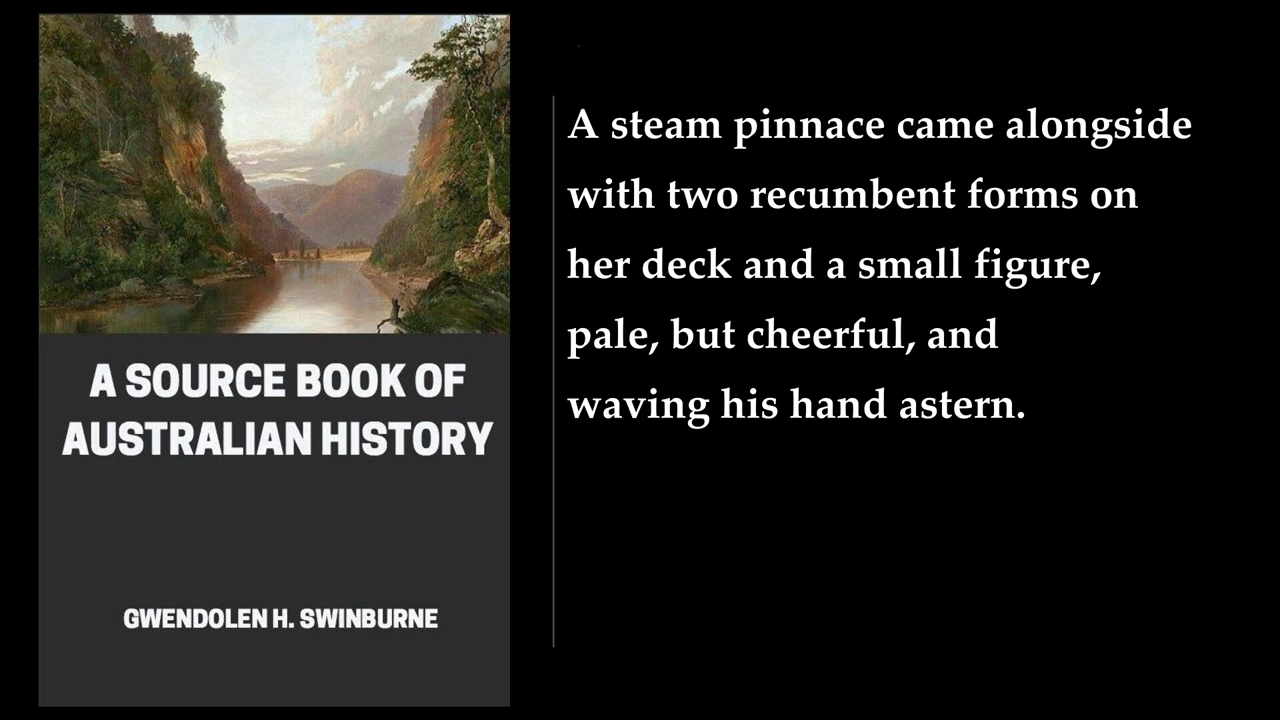 A SOURCE BOOK OF
AUSTRALIAN HISTORY
GWENDOLEN H. SWINBURNE
A steam pinnace came alongside
with two recumbent forms on
her deck and a small figure,
pale, but cheerful, and
waving his hand astern.